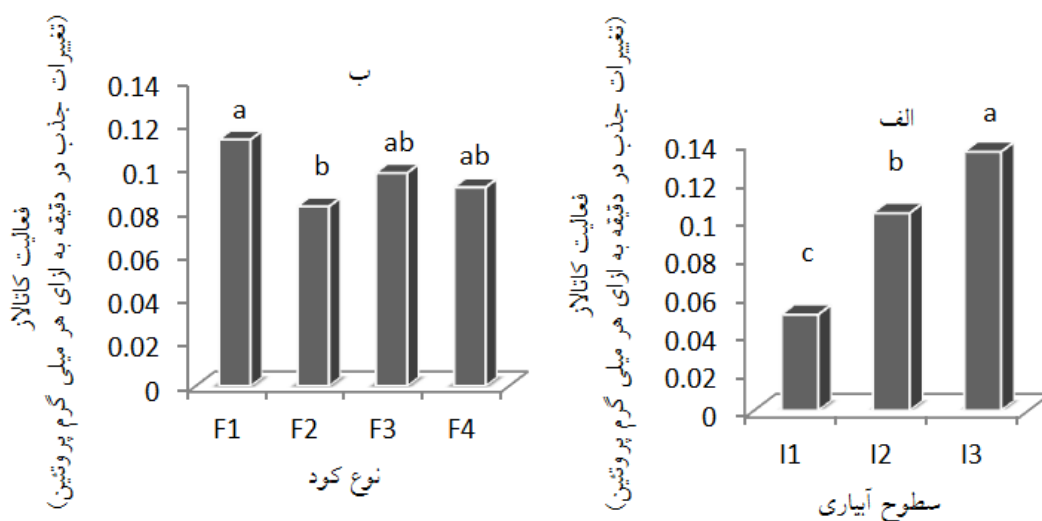 الف
فعالیت کاتالاز
(تغییرات جذب در دقیقه به ازای هر میلی گرم پروتئین)
0.14
0.12
0.1
0.08
0.06
0.04
0.02
0
c
b
a
I1 I2 I3
سطوح آبیاری
ب
فعالیت کاتالاز
(تغییرات جذب در دقیقه به ازای هر میلی گرم پروتئین)
0.14
0.12
0.1
0.08
0.06
0.04
0.02
0
a
b
ab
ab
F1 F2 F3 F4
نوع کود